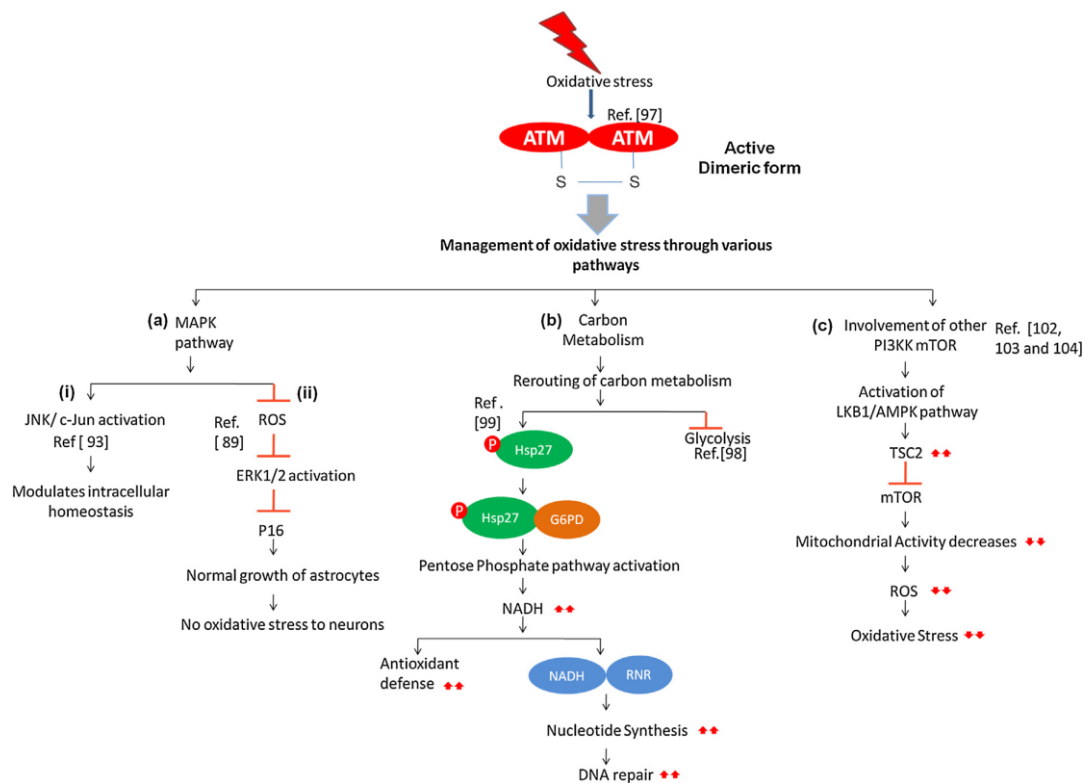 Oxidative stress
Ref. [97]
ATM ATM
Active
Dimeric form
S S
Management of oxidative stress through various
pathways
(a) MAPK
pathway
(i)
JNK/ c-Jun activation
Ref [ 93]
Modulates intracellular
homeostasis
(ii)
ROS
Ref.
[ 89]
ERK1/2 activation
P16
Normal growth of astrocytes
No oxidative stress to neurons
(b) Carbon
Metabolism
Rerouting of carbon metabolism
Ref .
[99]
P Hsp27
Glycolysis
Ref.[98]
P Hsp27 G6PD
Pentose Phosphate pathway activation
NADH
Antioxidant
defense
NADH RNR
Nucleotide Synthesis
DNA repair
(c) Involvement of other
PI3KK mTOR
Ref. [102,
103 and 104]
Activation of
LKB1/AMPK pathway
TSC2
mTOR
Mitochondrial Activity decreases
ROS
Oxidative Stress